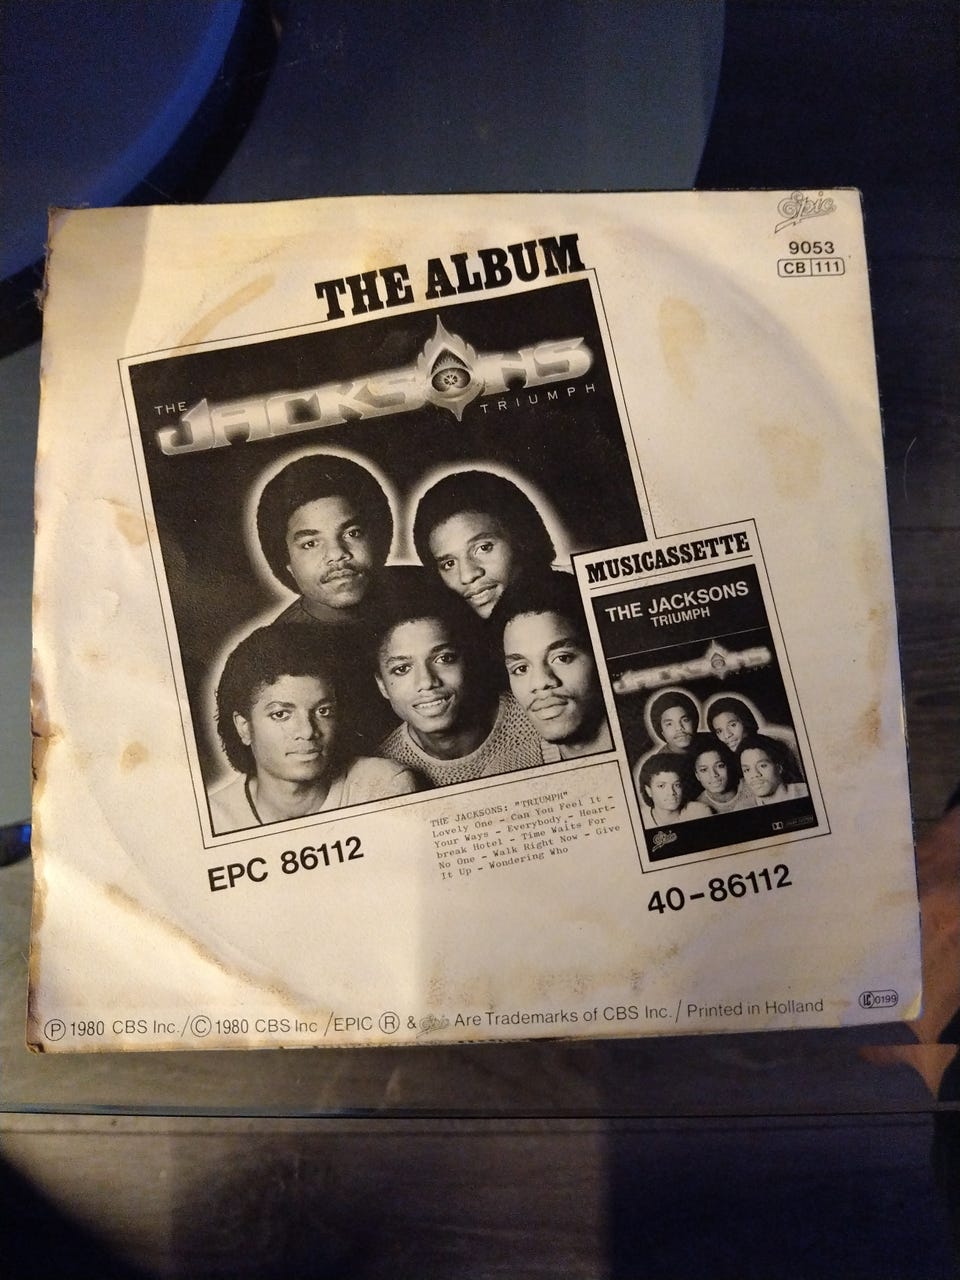 Epic
9053
CB 111
THE ALBUM
THE JACKSONS
TRIUMPH
MUSICASSETTE
THE JACKSONS
TRIUMPH
THE JACKSONS
Epic
EPC 86112
THE JACKSONS: "TRIUMPH"
Lovely One - Can You Feel It -
Your Ways - Everybody - Heart-
break Hotel - Time Waits For
No One - Walk Right Now - Give
It Up - Wondering Who
40-86112
Ⓟ 1980 CBS Inc./Ⓒ 1980 CBS Inc /EPIC Ⓡ & Epic Are Trademarks of CBS Inc./ Printed in Holland
LC 0199